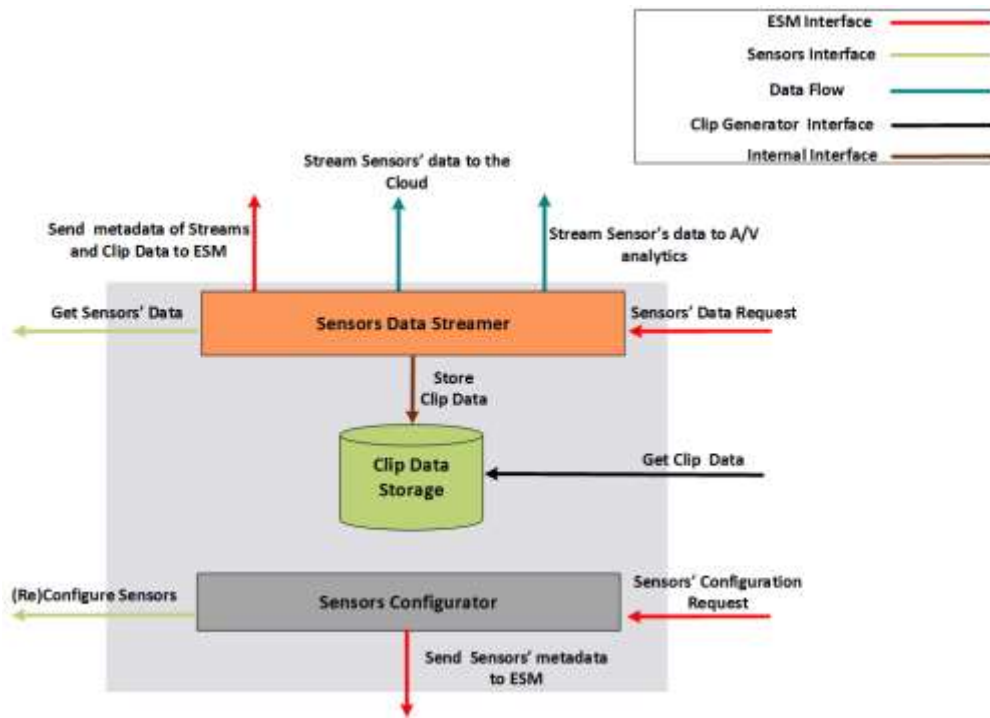 ESM Interface
Sensors Interface
Data Flow
Clip Generator Interface
Internal Interface
Stream Sensors' data to the
Cloud
Send metadata of Streams
and Clip Data to ESM
Stream Sensor's data to A/V
analytics
Get Sensors' Data
Sensors Data Streamer
Sensors' Data Request
Store
Clip Data
Clip Data
Storage
Get Clip Data
(Re)Configure Sensors
Sensors Configurator
Sensors' Configuration
Request
Send Sensors' metadata
to ESM